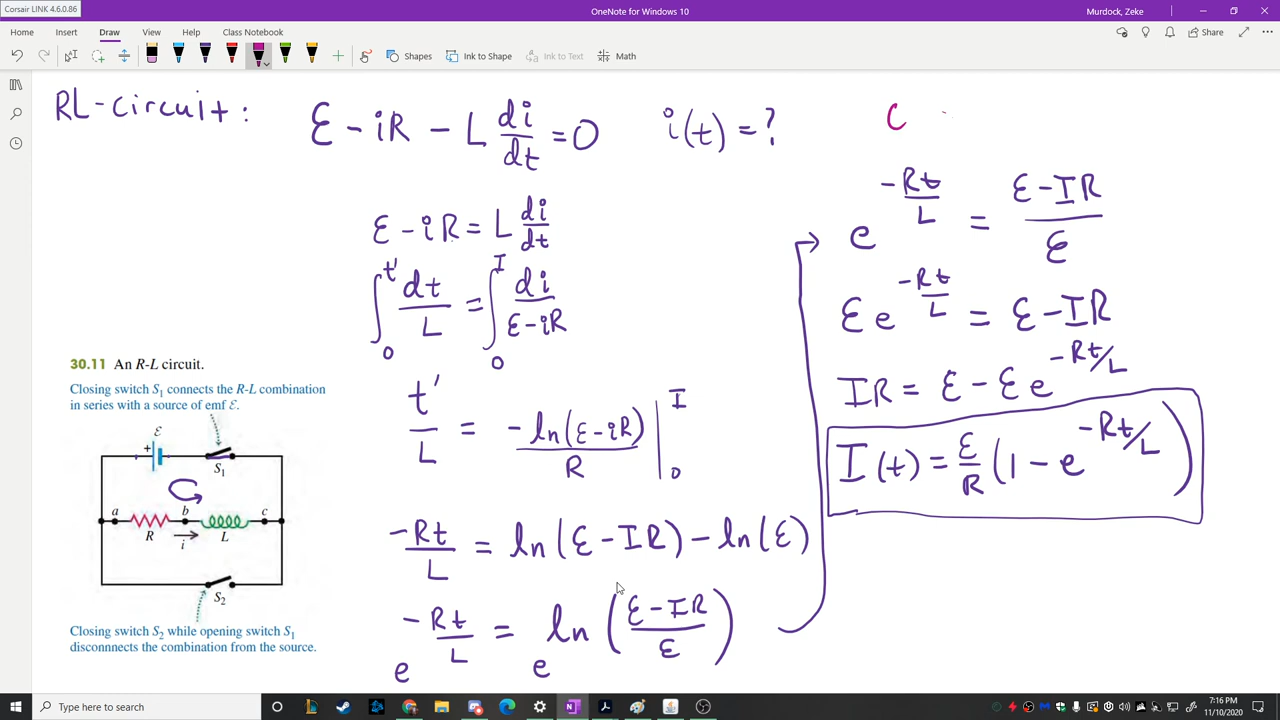 Corsair LINK 4.6.0.86
OneNote for Windows 10
Murdock, Zeke
Home Insert Draw View Help Class Notebook
Share
Shapes Ink to Shape Ink to Text Math
RL-circuit: ℰ - iR - L di/dt = 0 i(t) = ?
C
ℰ - iR = L di/dt
∫₀^t' dt/L = ∫₀^I di/(ℰ-iR)
t'/L = -ln(ℰ-iR)/R |₀^I
-Rt/L = ln(ℰ-IR) - ln(ℰ)
e^(-Rt/L) = e^ln((ℰ-IR)/ℰ)
e^(-Rt/L) = (ℰ-IR)/ℰ
ℰe^(-Rt/L) = ℰ-IR
IR = ℰ - ℰe^(-Rt/L)
I(t) = ℰ/R (1 - e^(-Rt/L))
30.11 An R-L circuit.
Closing switch S₁ connects the R-L combination
in series with a source of emf ℰ.
ℰ
+
S₁
a b c
R i L
S₂
Closing switch S₂ while opening switch S₁
disconnnects the combination from the source.
Type here to search
7:16 PM
11/10/2020